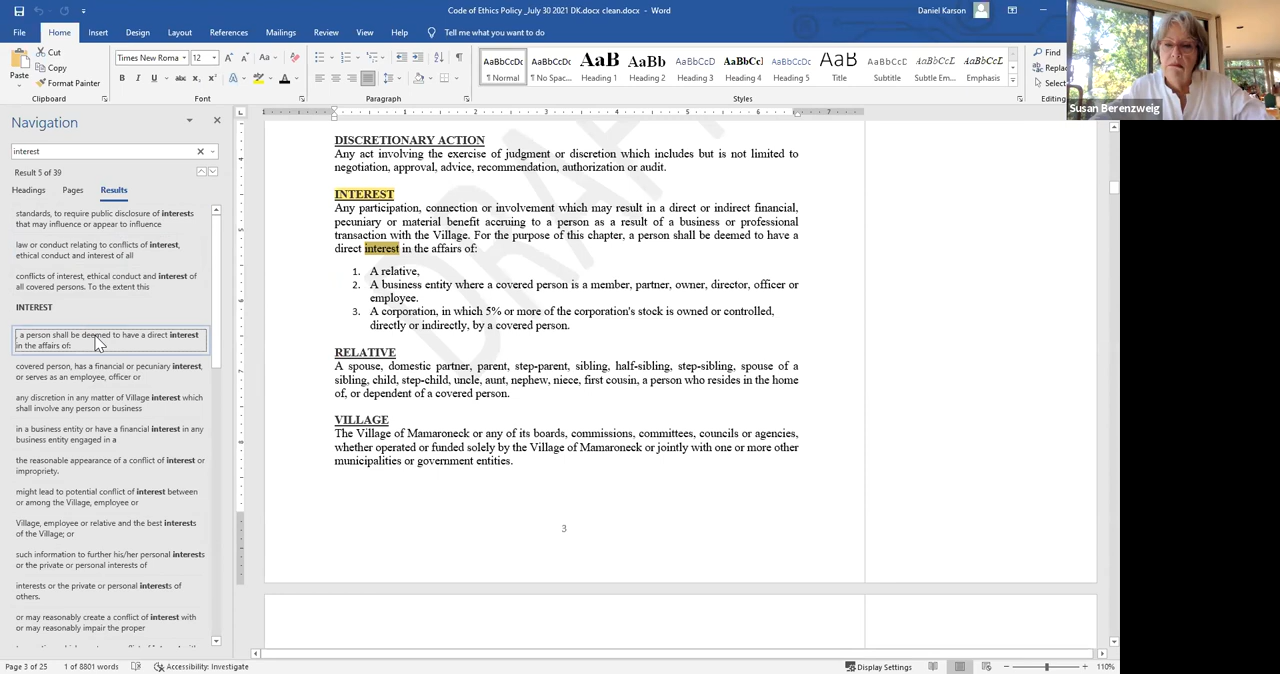 Code of Ethics Policy _July 30 2021 DK.docx clean.docx - Word
Daniel Karson
File Home Insert Draw Design Layout References Mailings Review View Help Tell me what you want to do
Paste
Cut
Copy
Format Painter
Times New Roma 12
AaBbCcDc AaBbCcDc AaB AaBb AaBbCcD AaBbCc AaBbCcD AaB AaBbCcC AaBbCcDc AaBbCcDc
¶ Normal ¶ No Spac... Heading 1 Heading 2 Heading 3 Heading 4 Heading 5 Title Subtitle Subtle Em... Emphasis
Find
Replac
Select
Clipboard Font Paragraph Styles Editing
Susan Berenzweig
Navigation
interest
Result 5 of 39
Headings Pages Results
standards, to require public disclosure of interests
that may influence or appear to influence
law or conduct relating to conflicts of interest,
ethical conduct and interest of all
conflicts of interest, ethical conduct and interest of
all covered persons. To the extent this
INTEREST
, a person shall be deemed to have a direct interest
in the affairs of:
covered person, has a financial or pecuniary interest,
or serves as an employee, officer or
any discretion in any matter of Village interest which
shall involve any person or business
in a business entity or have a financial interest in any
business entity engaged in a
the reasonable appearance of a conflict of interest or
impropriety.
might lead to potential conflict of interest between
or among the Village, employee or
Village, employee or relative and the best interests
of the Village; or
such information to further his/her personal interests
or the private or personal interests of
interests or the private or personal interests of
others.
or may reasonably create a conflict of interest with
or may reasonably impair the proper
DRAFT
DISCRETIONARY ACTION
Any act involving the exercise of judgment or discretion which includes but is not limited to
negotiation, approval, advice, recommendation, authorization or audit.
INTEREST
Any participation, connection or involvement which may result in a direct or indirect financial,
pecuniary or material benefit accruing to a person as a result of a business or professional
transaction with the Village. For the purpose of this chapter, a person shall be deemed to have a
direct interest in the affairs of:
1. A relative,
2. A business entity where a covered person is a member, partner, owner, director, officer or
employee.
3. A corporation, in which 5% or more of the corporation's stock is owned or controlled,
directly or indirectly, by a covered person.
RELATIVE
A spouse, domestic partner, parent, step-parent, sibling, half-sibling, step-sibling, spouse of a
sibling, child, step-child, uncle, aunt, nephew, niece, first cousin, a person who resides in the home
of, or dependent of a covered person.
VILLAGE
The Village of Mamaroneck or any of its boards, commissions, committees, councils or agencies,
whether operated or funded solely by the Village of Mamaroneck or jointly with one or more other
municipalities or government entities.
3
Page 3 of 25 1 of 8801 words Accessibility: Investigate Display Settings 110%